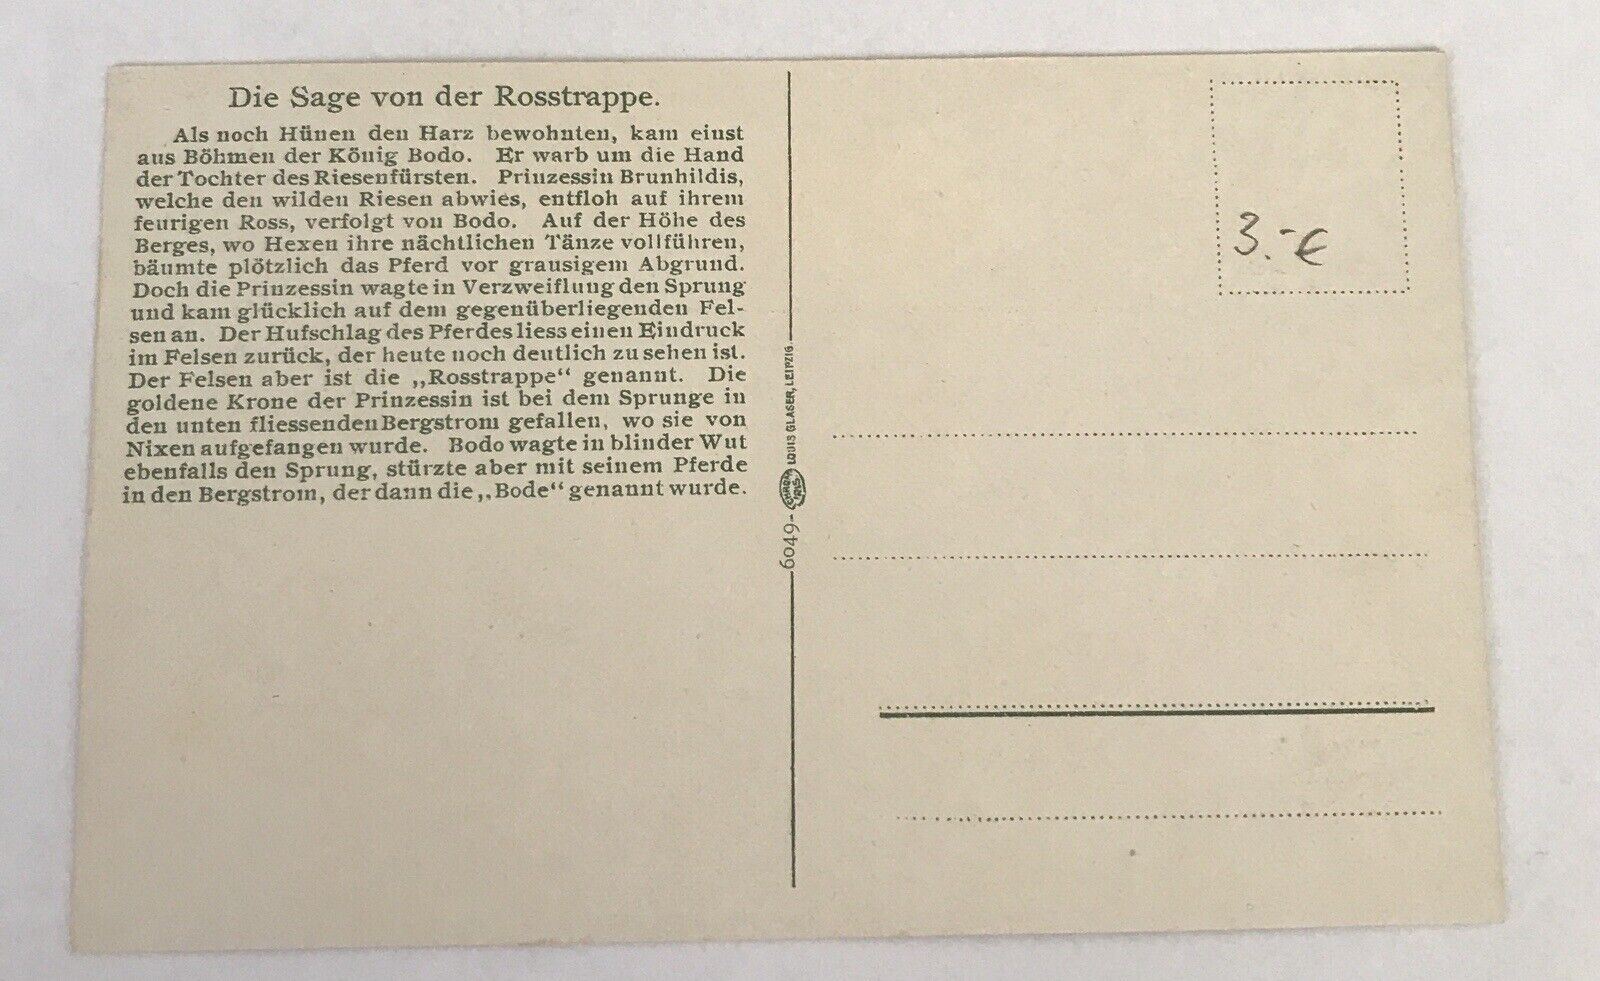 Die Sage von der Rosstrappe.
Als noch Hünen den Harz bewohnten, kam einst
aus Böhmen der König Bodo. Er warb um die Hand
der Tochter des Riesenfürsten. Prinzessin Brunhildis,
welche den wilden Riesen abwies, entfloh auf ihrem
feurigen Ross, verfolgt von Bodo. Auf der Höhe des
Berges, wo Hexen ihre nächtlichen Tänze vollführen,
bäumte plötzlich das Pferd vor grausigem Abgrund.
Doch die Prinzessin wagte in Verzweiflung den Sprung
und kam glücklich auf dem gegenüberliegenden Fel-
sen an. Der Hufschlag des Pferdes liess einen Eindruck
im Felsen zurück, der heute noch deutlich zu sehen ist.
Der Felsen aber ist die „Rosstrappe“ genannt. Die
goldene Krone der Prinzessin ist bei dem Sprunge in
den unten fliessenden Bergstrom gefallen, wo sie von
Nixen aufgefangen wurde. Bodo wagte in blinder Wut
ebenfalls den Sprung, stürzte aber mit seinem Pferde
in den Bergstrom, der dann die „Bode“ genannt wurde.
6049- LOUIS GLASER, LEIPZIG
3.-€